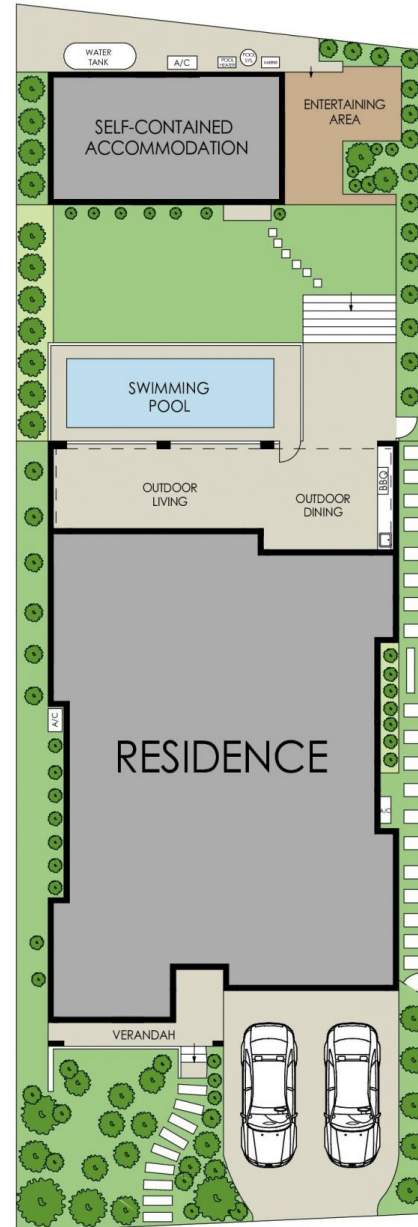 WATER
TANK
A/C
POOL
HEATER
POOL
SYS.
SELF-CONTAINED
ACCOMMODATION
ENTERTAINING
AREA
SWIMMING
POOL
OUTDOOR
LIVING
OUTDOOR
DINING
BBQ
A/C
RESIDENCE
A/C
VERANDAH